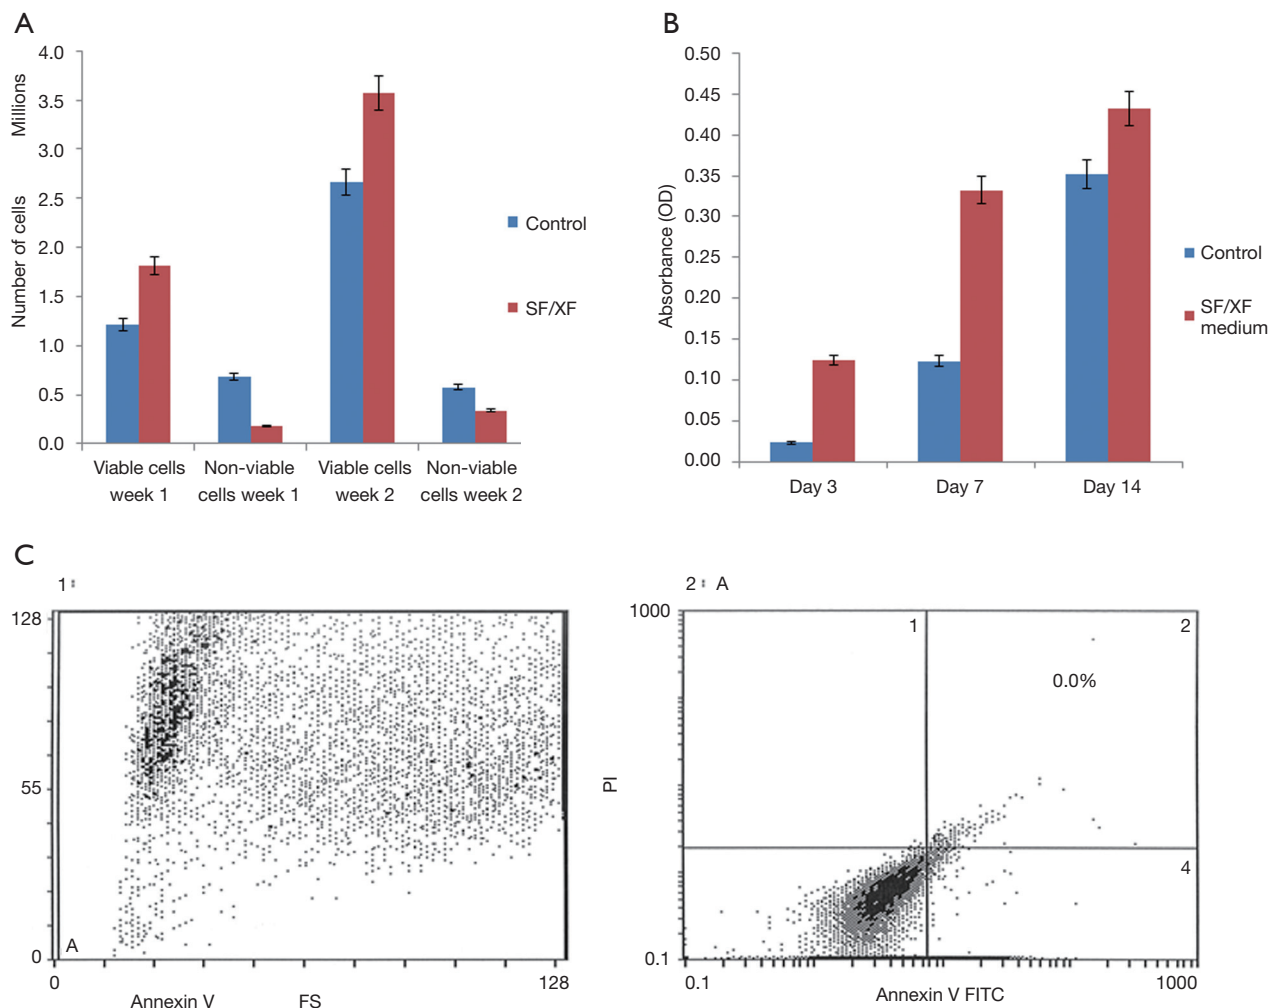 A
Millions
Number of cells
4.0
3.5
3.0
2.5
2.0
1.5
1.0
0.5
0.0
Viable cells
week 1
Non-viable
cells week 1
Viable cells
week 2
Non-viable
cells week 2
Control
SF/XF
B
Absorbance (OD)
0.50
0.45
0.40
0.35
0.30
0.25
0.20
0.15
0.10
0.05
0.00
Day 3
Day 7
Day 14
Control
SF/XF
medium
C
1
128
55
0
A
0
128
Annexin V FS
2 A
1000
PI
0.1
1
2
0.0%
4
0.1
1000
Annexin V FITC